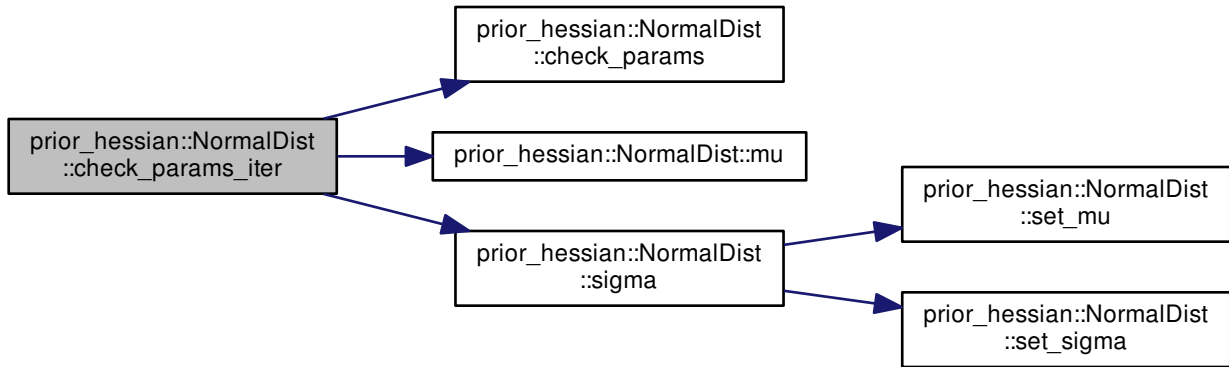 prior_hessian::NormalDist
::check_params_iter
prior_hessian::NormalDist
::check_params
prior_hessian::NormalDist::mu
prior_hessian::NormalDist
::sigma
prior_hessian::NormalDist
::set_mu
prior_hessian::NormalDist
::set_sigma